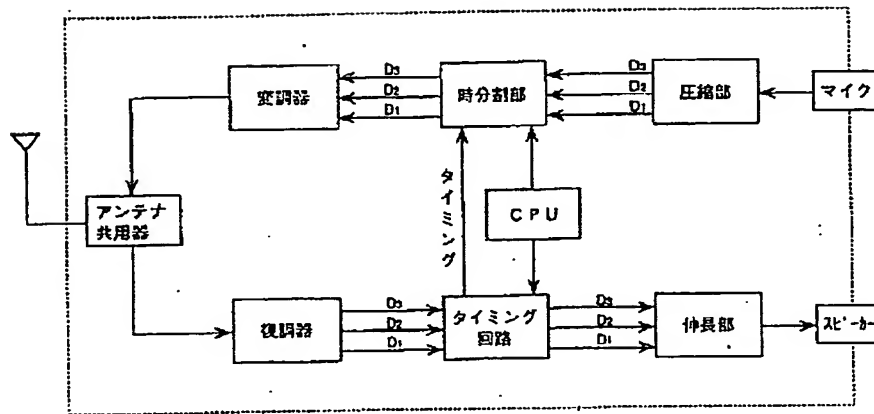 D3
D3
変調器
D2
時分割部
D2
圧縮部
マイク
D1
D1
タイミング
CPU
アンテナ
共用器
D3
D3
復調器
D2
タイミング
回路
D2
伸長部
スピーカー
D1
D1